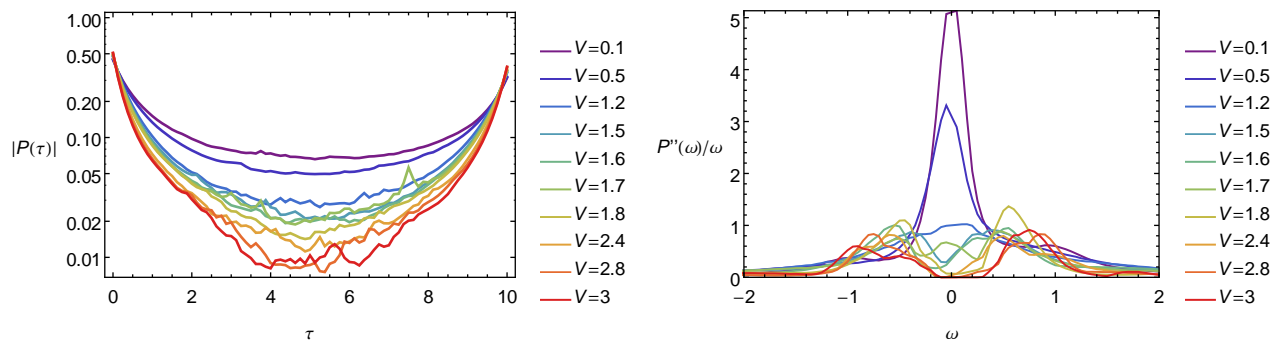 1.00
0.50
0.20
0.10
0.05
0.02
0.01
|P(τ)|
0 2 4 6 8 10
τ
V=0.1
V=0.5
V=1.2
V=1.5
V=1.6
V=1.7
V=1.8
V=2.4
V=2.8
V=3
5
4
3
2
1
0
P''(ω)/ω
−2 −1 0 1 2
ω
V=0.1
V=0.5
V=1.2
V=1.5
V=1.6
V=1.7
V=1.8
V=2.4
V=2.8
V=3